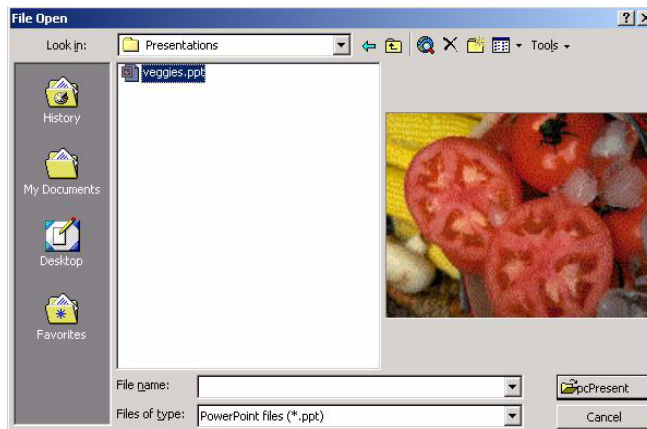 File Open
Look in: Presentations Tools
veggies.ppt
History
My Documents
Desktop
Favorites
File name: pcPresent
Files of type: PowerPoint files (*.ppt) Cancel